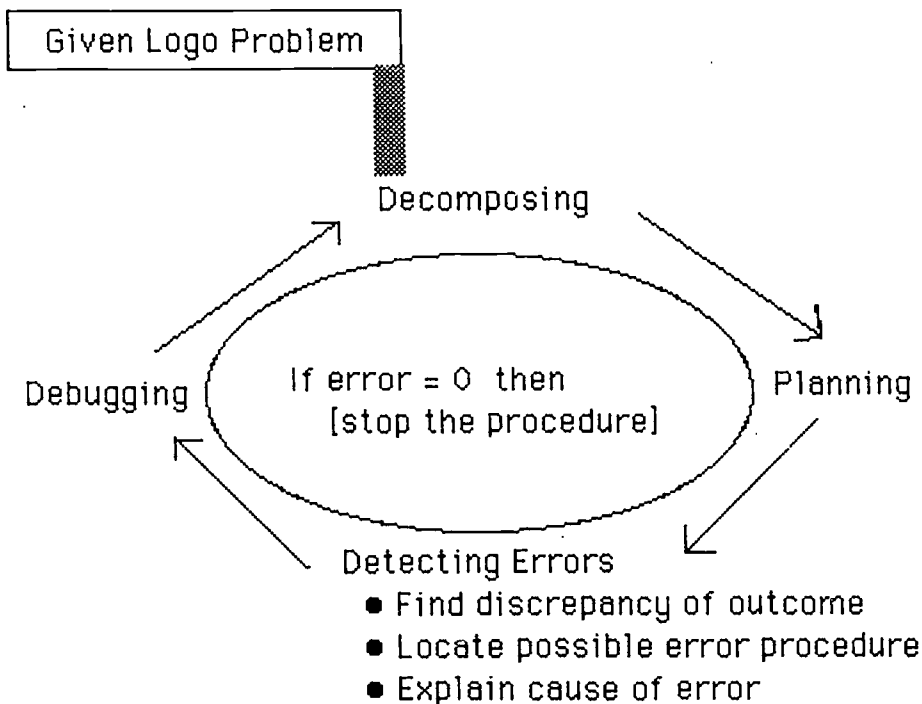 Given Logo Problem
Decomposing
Debugging
If error = 0 then
[stop the procedure]
Planning
Detecting Errors
● Find discrepancy of outcome
● Locate possible error procedure
● Explain cause of error